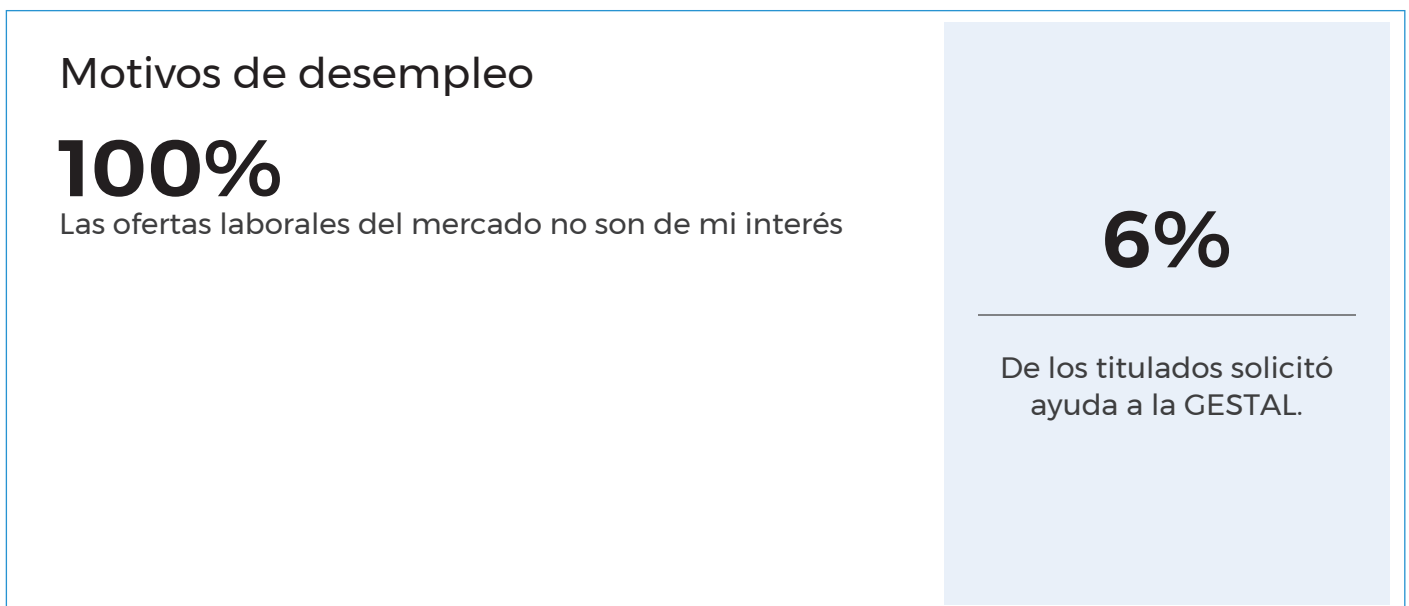 Motivos de desempleo
100%
Las ofertas laborales del mercado no son de mi interés
6%
De los titulados solicitó
ayuda a la GESTAL.